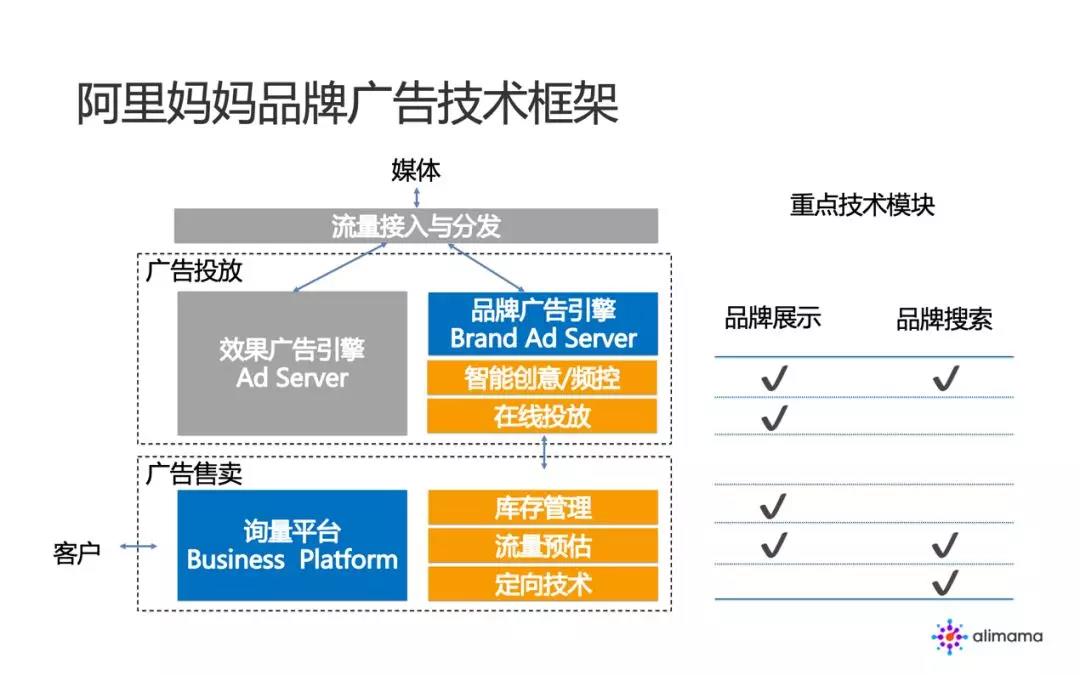 阿里妈妈品牌广告技术框架
媒体
重点技术模块
流量接入与分发
广告投放
效果广告引擎
Ad Server
品牌广告引擎
Brand Ad Server
智能创意/频控
在线投放
品牌展示
品牌搜索
广告售卖
客户
询量平台
Business Platform
库存管理
流量预估
定向技术
alimama